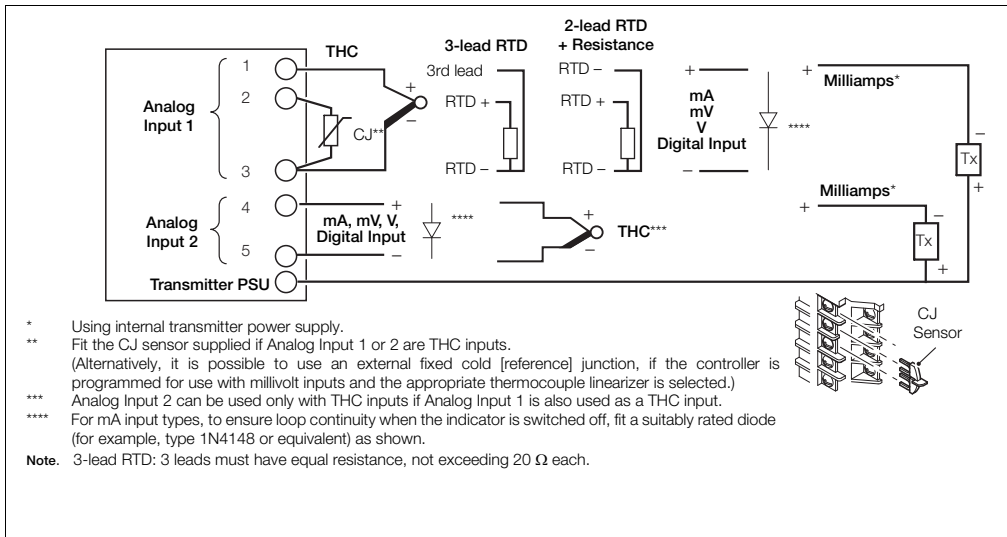 THC
3-lead RTD
2-lead RTD
+ Resistance
Analog
Input 1
1
2
3
CJ**
+
–
3rd lead
RTD +
RTD –
RTD –
RTD +
RTD –
+
mA
mV
V
Digital Input
–
****
+
Milliamps*
–
Tx
+
Analog
Input 2
4
5
+
mA, mV, V,
Digital Input
–
****
+
–
THC***
Milliamps*
+
–
Tx
+
Transmitter PSU
CJ
Sensor
* Using internal transmitter power supply.
** Fit the CJ sensor supplied if Analog Input 1 or 2 are THC inputs.
(Alternatively, it is possible to use an external fixed cold [reference] junction, if the controller is
programmed for use with millivolt inputs and the appropriate thermocouple linearizer is selected.)
*** Analog Input 2 can be used only with THC inputs if Analog Input 1 is also used as a THC input.
**** For mA input types, to ensure loop continuity when the indicator is switched off, fit a suitably rated diode
(for example, type 1N4148 or equivalent) as shown.
Note. 3-lead RTD: 3 leads must have equal resistance, not exceeding 20 Ω each.